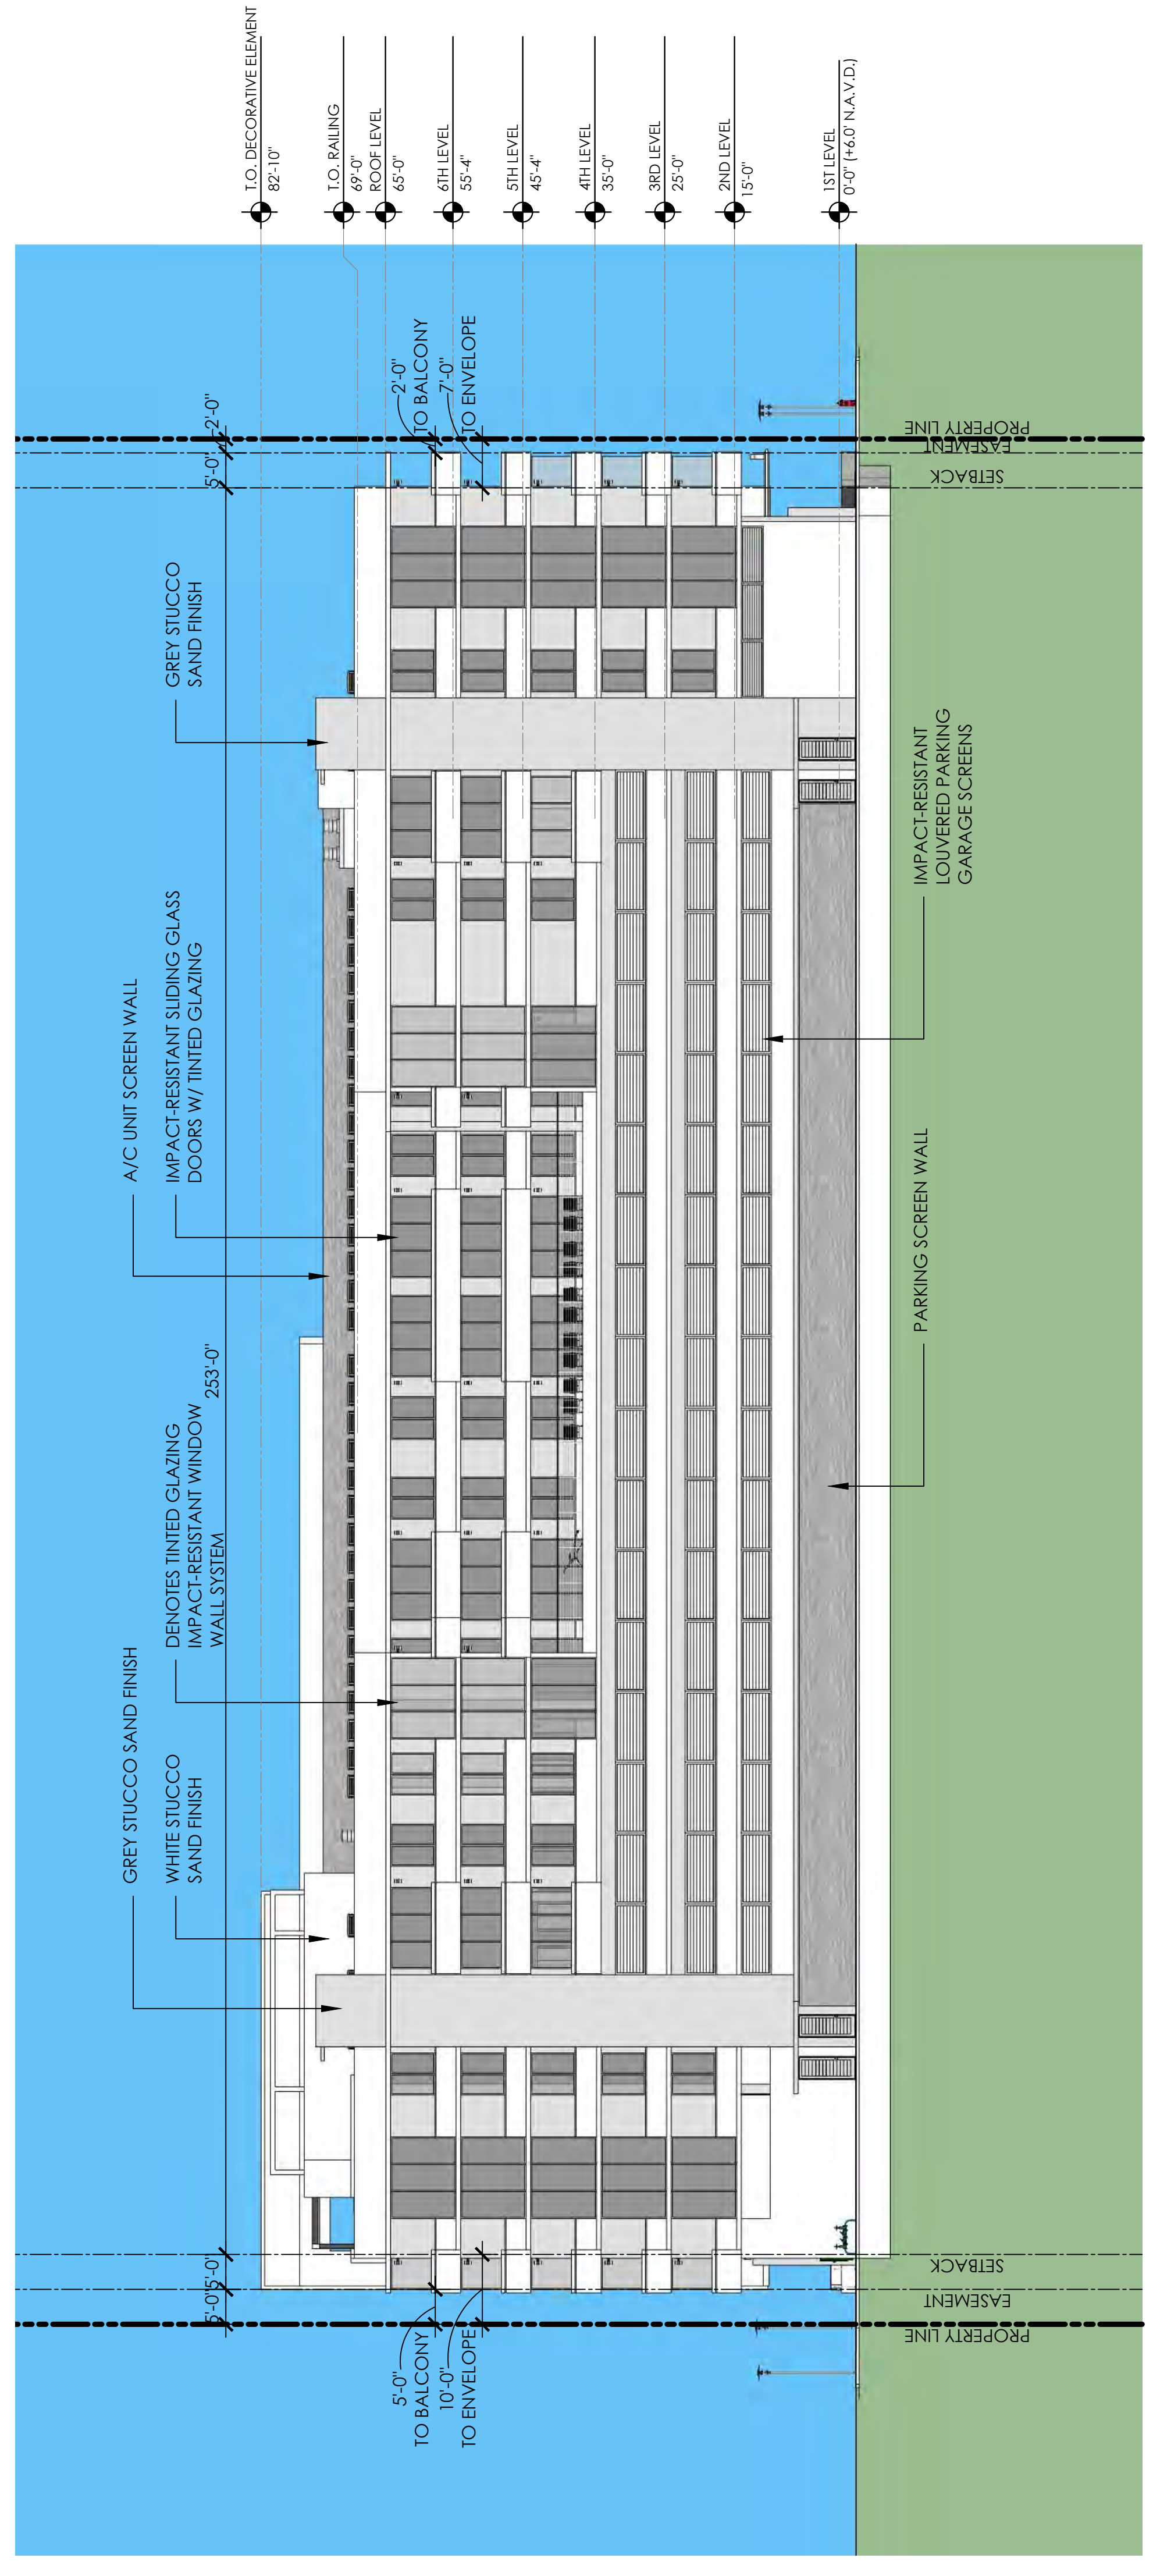 T.O. DECORATIVE ELEMENT
82'-10"
T.O. RAILING
69'-0"
ROOF LEVEL
65'-0"
6TH LEVEL
55'-4"
5TH LEVEL
45'-4"
4TH LEVEL
35'-0"
3RD LEVEL
25'-0"
2ND LEVEL
15'-0"
1ST LEVEL
0'-0" (+6.0' N.A.V.D.)
GREY STUCCO SAND FINISH
WHITE STUCCO
SAND FINISH
DENOTES TINTED GLAZING
IMPACT-RESISTANT WINDOW
WALL SYSTEM
A/C UNIT SCREEN WALL
IMPACT-RESISTANT SLIDING GLASS
DOORS W/ TINTED GLAZING
GREY STUCCO
SAND FINISH
5'-0"
5'-0"
253'-0"
5'-0"
2'-0"
5'-0"
TO BALCONY
10'-0"
TO ENVELOPE
2'-0"
TO BALCONY
7'-0"
TO ENVELOPE
PROPERTY LINE
EASEMENT
SETBACK
PARKING SCREEN WALL
IMPACT-RESISTANT
LOUVERED PARKING
GARAGE SCREENS
SETBACK
EASEMENT
PROPERTY LINE